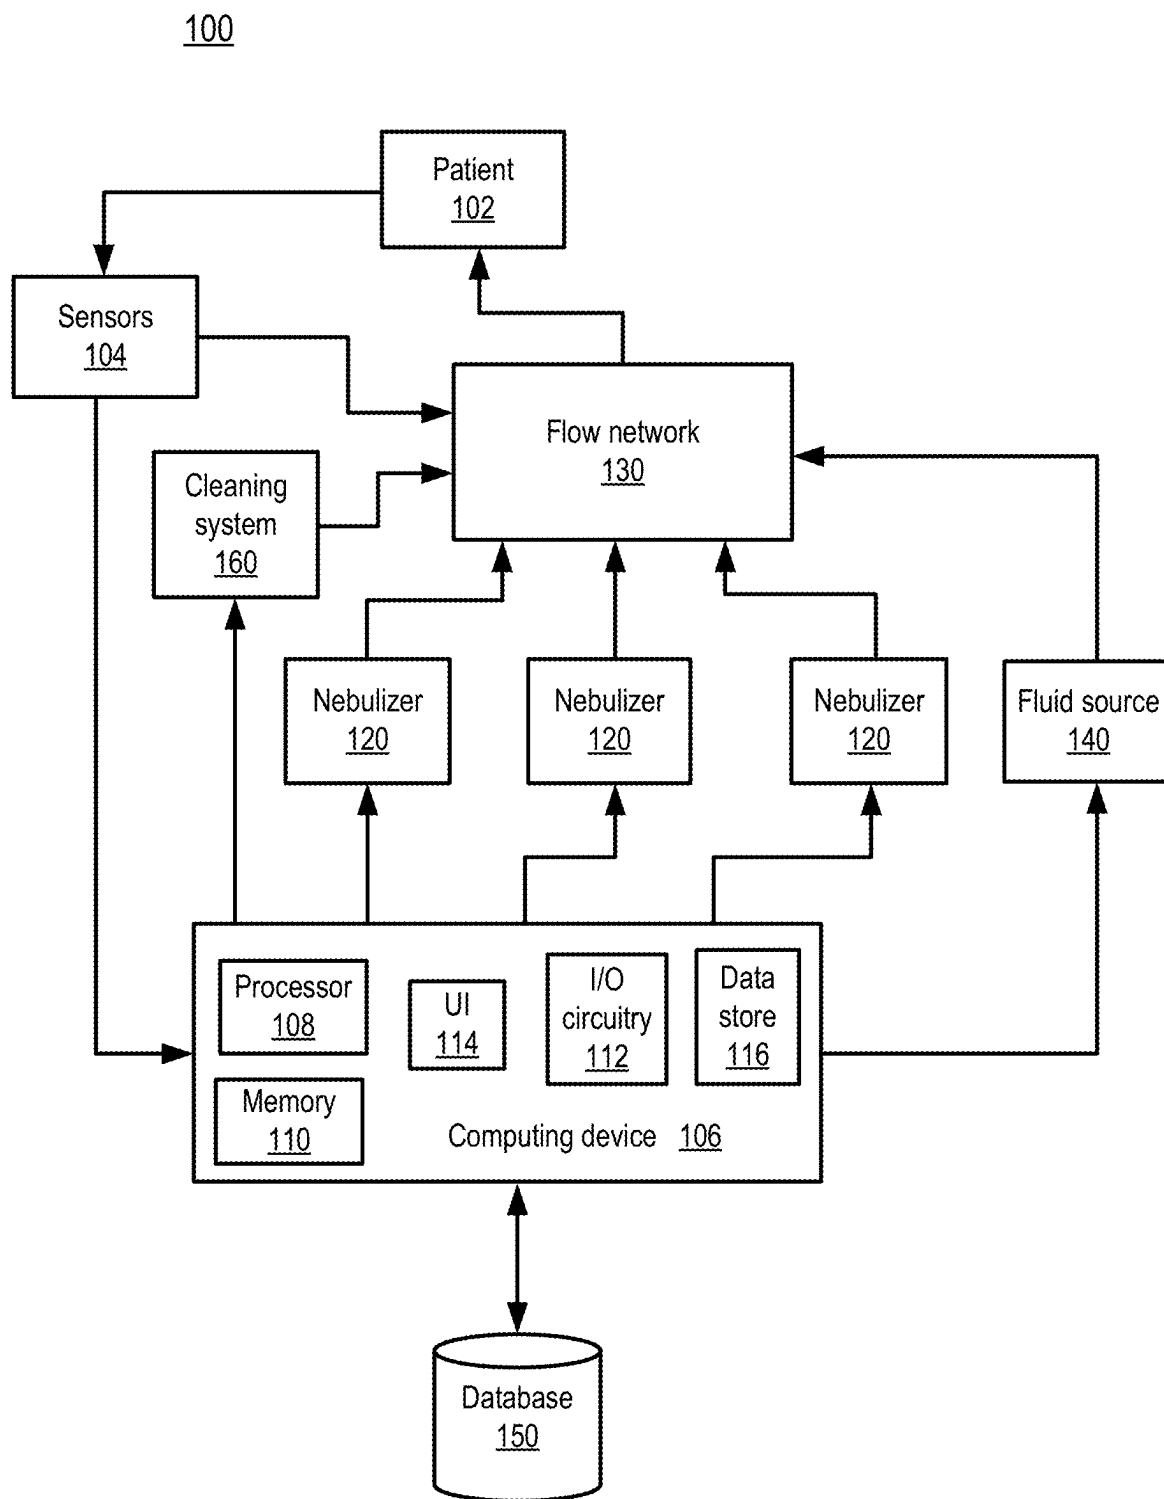 100
Patient
102
Sensors
104
Flow network
130
Cleaning
system
160
Nebulizer
120
Nebulizer
120
Nebulizer
120
Fluid source
140
Processor
108
UI
114
I/O
circuitry
112
Data
store
116
Memory
110
Computing device 106
Database
150